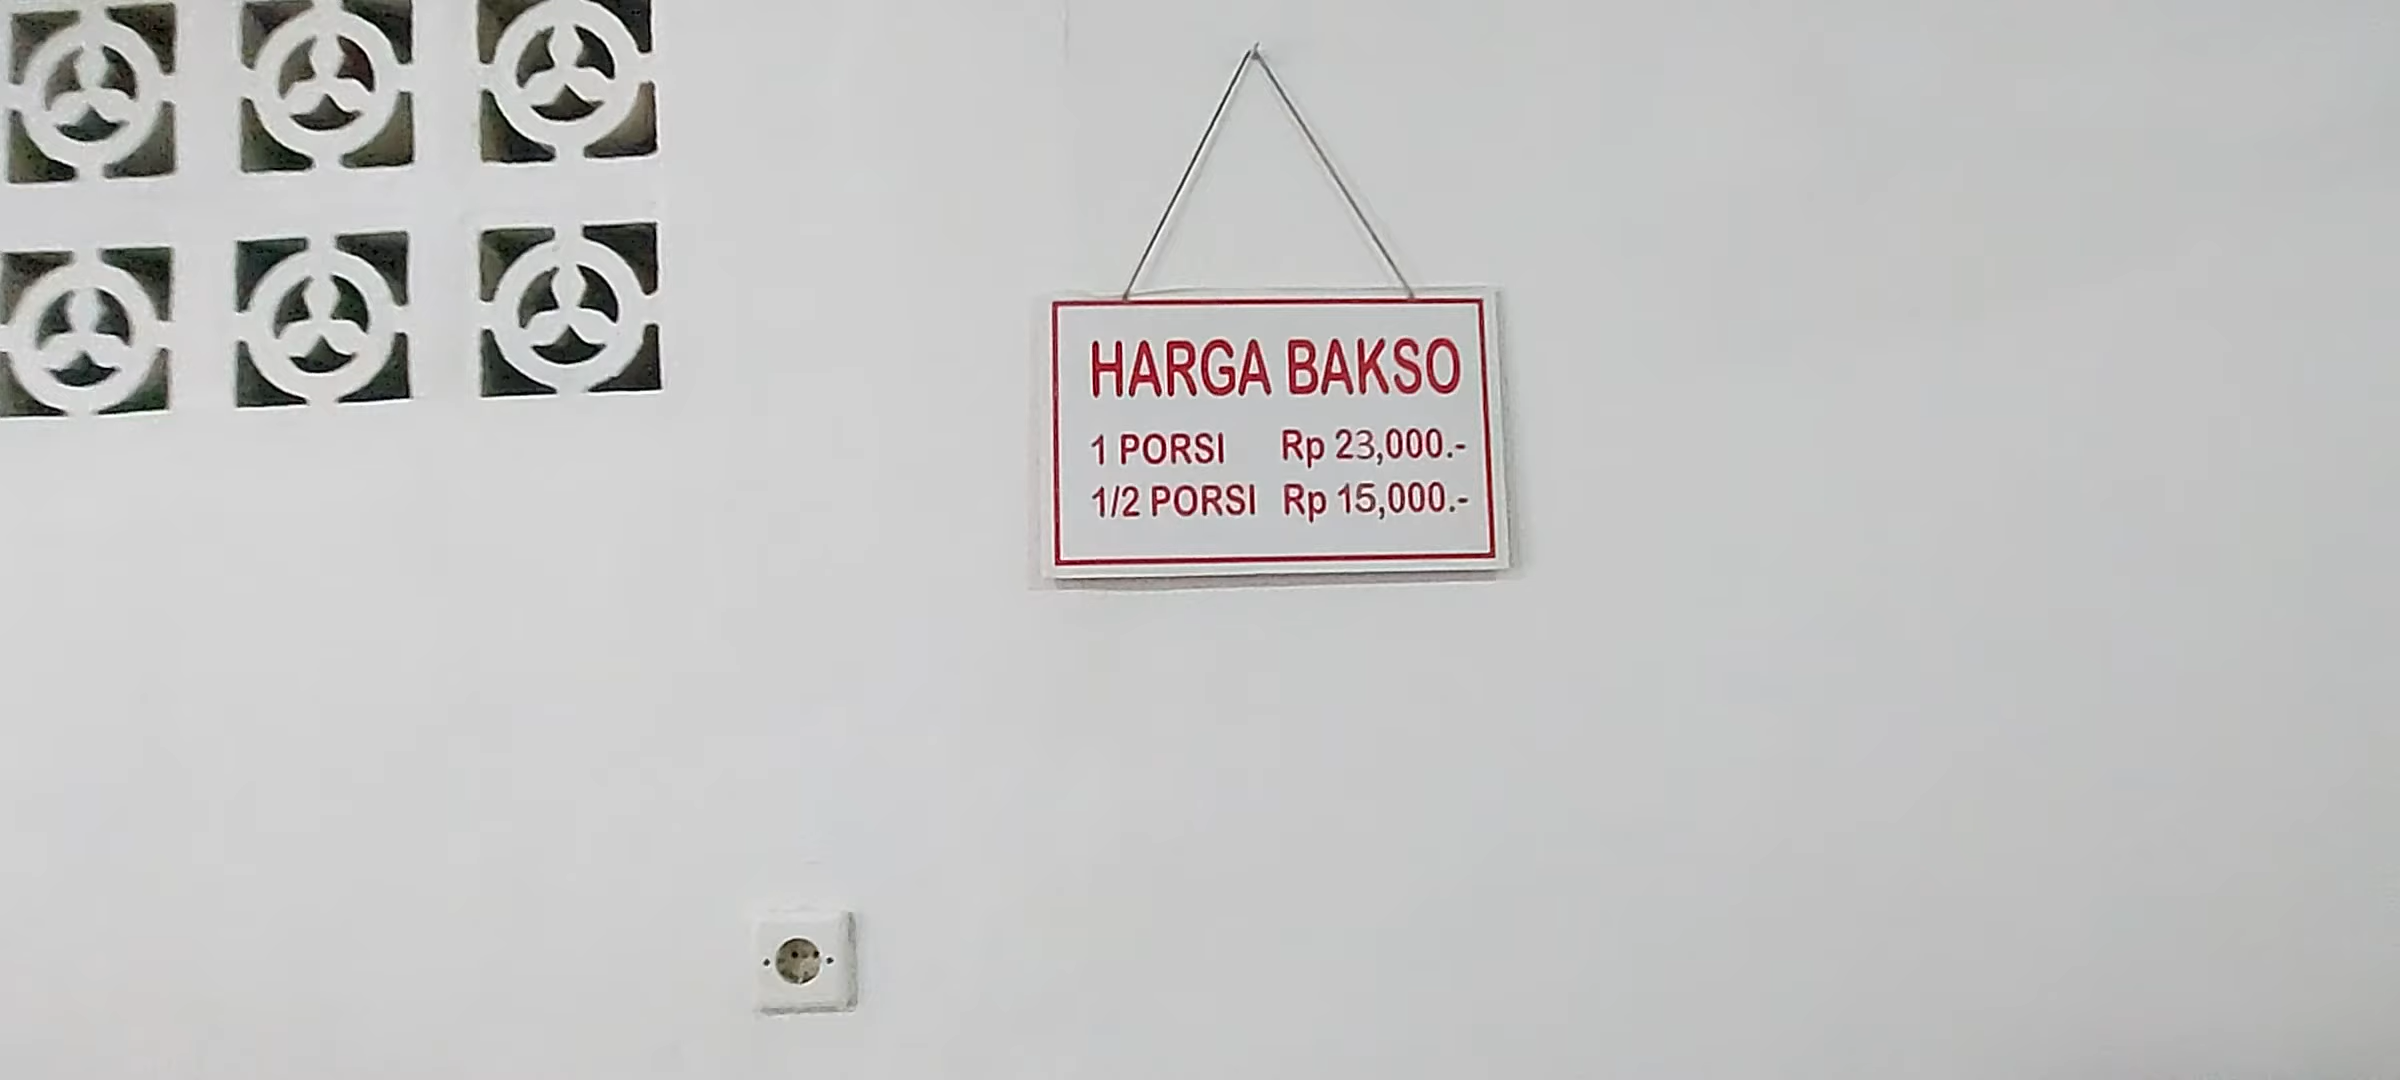 HARGA BAKSO
1 PORSI Rp 23,000.-
1/2 PORSI Rp 15,000.-